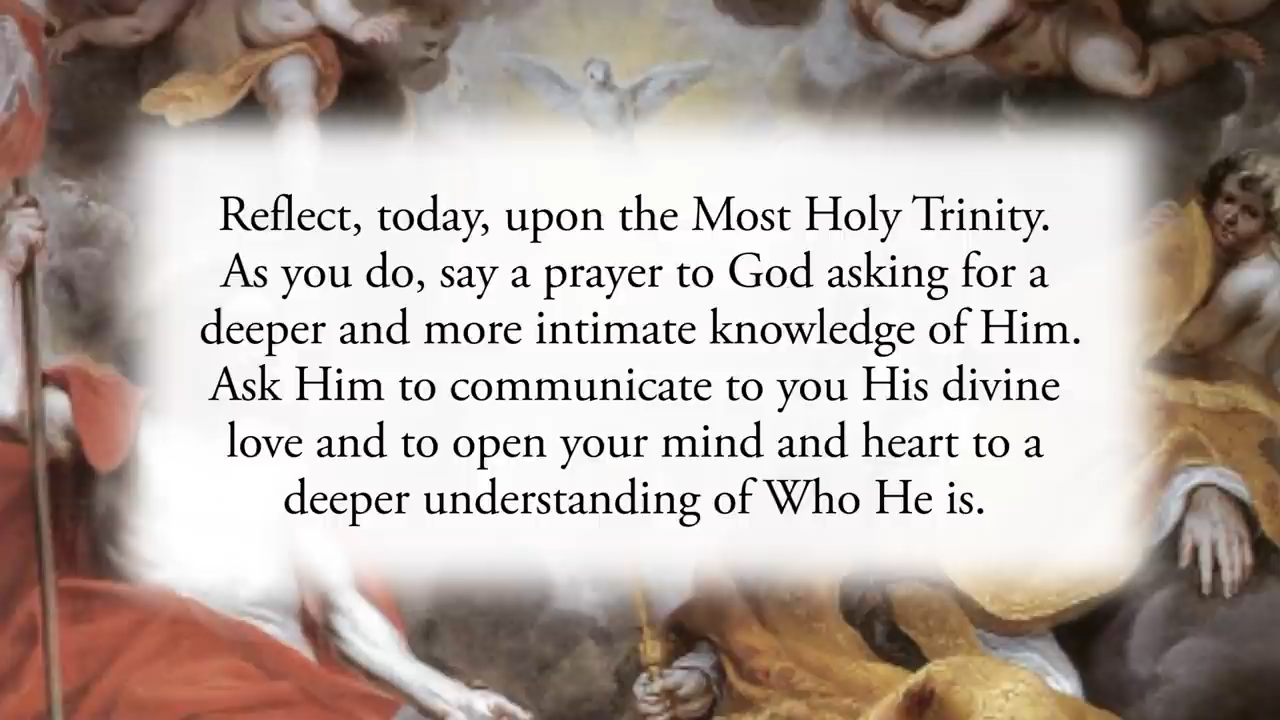 Reflect, today, upon the Most Holy Trinity.
As you do, say a prayer to God asking for a
deeper and more intimate knowledge of Him.
Ask Him to communicate to you His divine
love and to open your mind and heart to a
deeper understanding of Who He is.